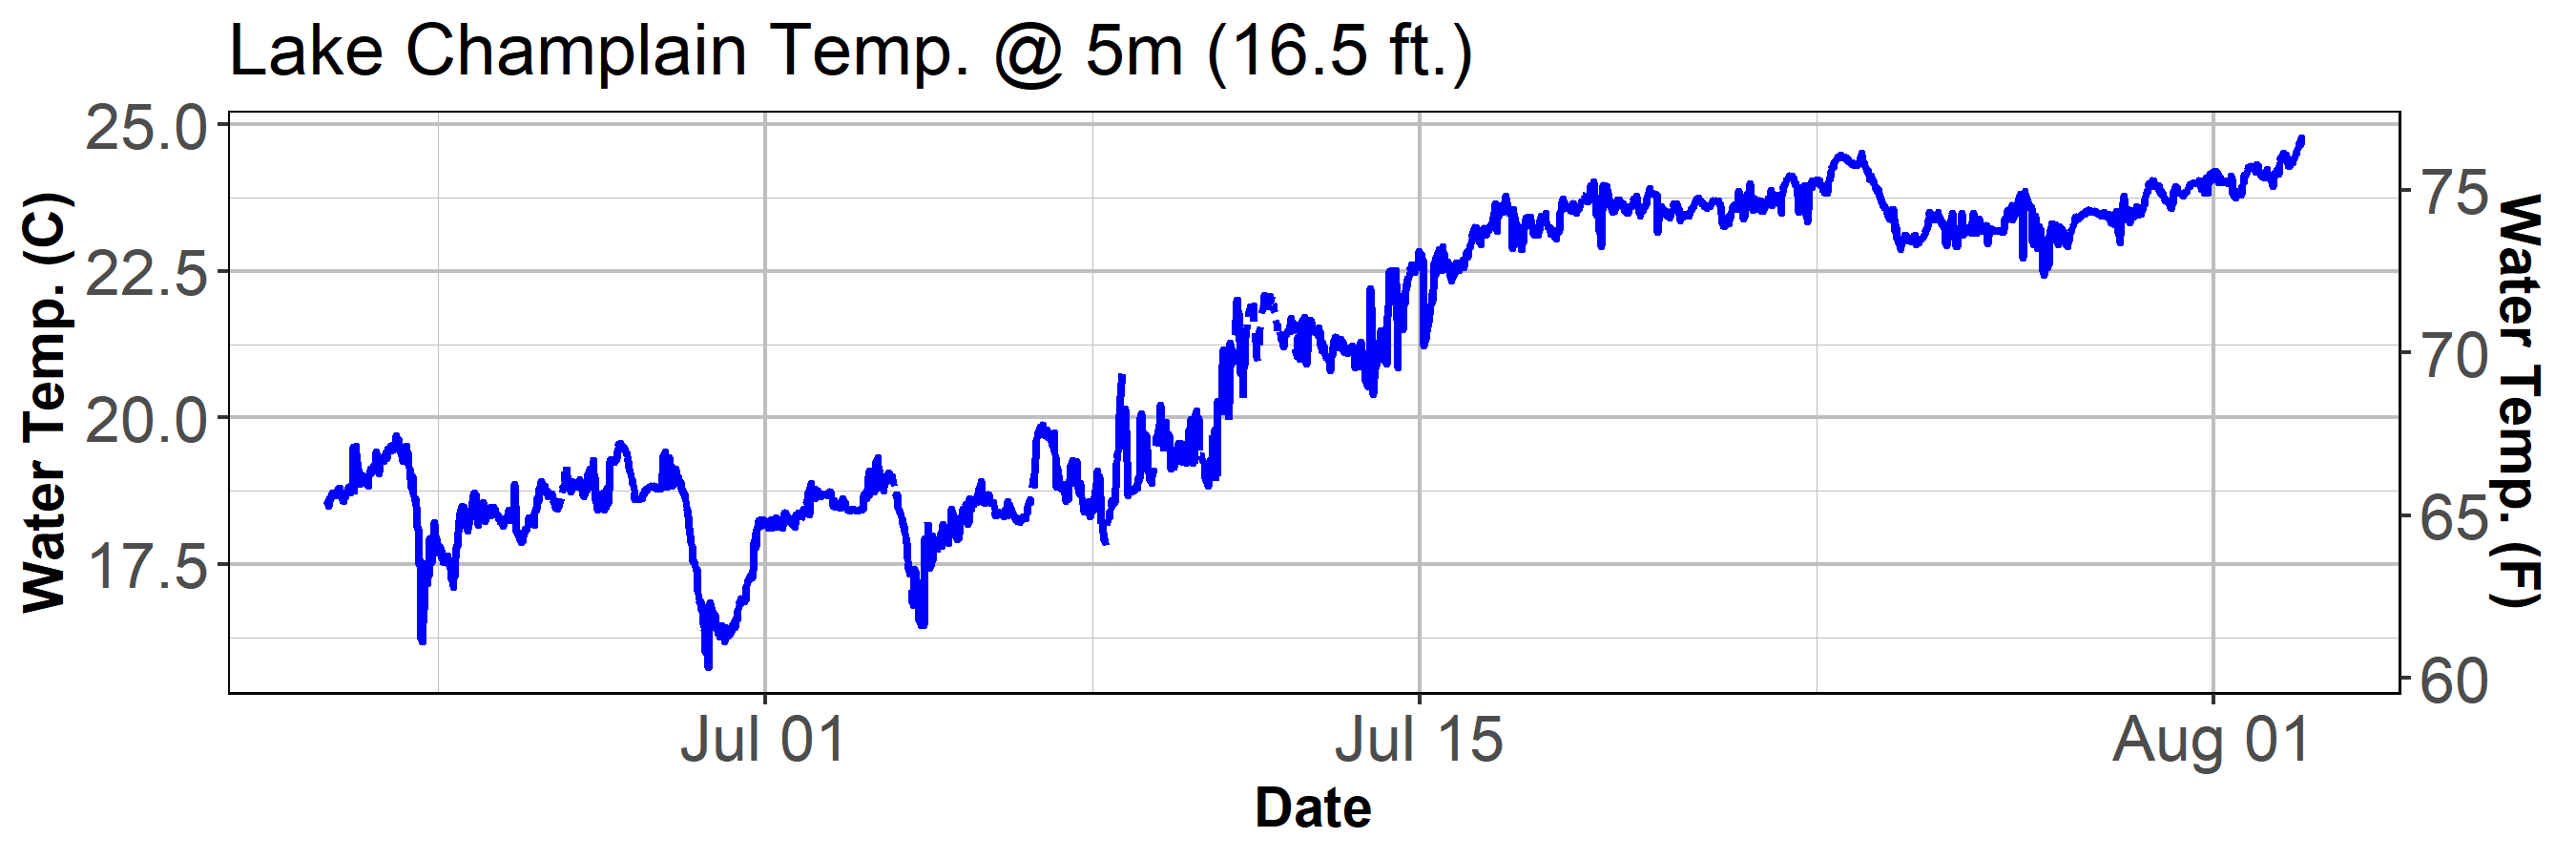 Lake Champlain Temp. @ 5m (16.5 ft.)
25.0
22.5
20.0
17.5
Water Temp. (C)
75
70
65
60
Water Temp. (F)
Jul 01 Jul 15 Aug 01
Date